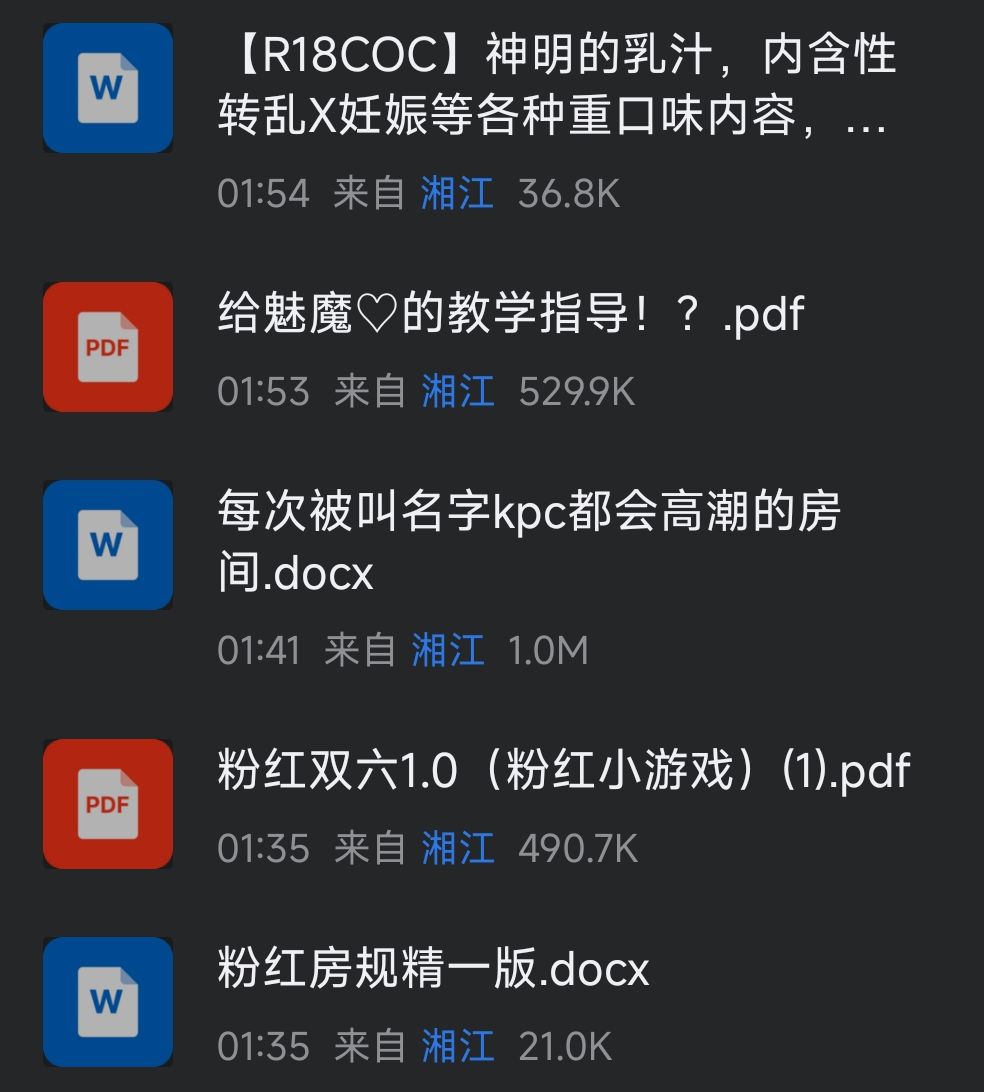 W
【R18COC】神明的乳汁，内含性
转乱X妊娠等各种重口味内容，...
01:54 来自 湘江 36.8K
PDF
给魅魔♡的教学指导！？.pdf
01:53 来自 湘江 529.9K
W
每次被叫名字kpc都会高潮的房
间.docx
01:41 来自 湘江 1.0M
PDF
粉红双六1.0（粉红小游戏）(1).pdf
01:35 来自 湘江 490.7K
W
粉红房规精一版.docx
01:35 来自 湘江 21.0K